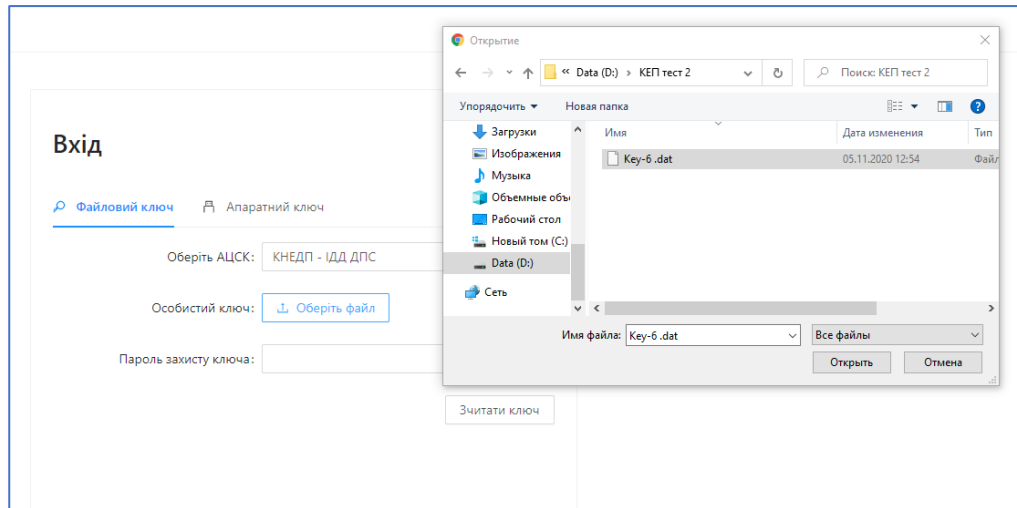 Вхід
Файловий ключ Апаратний ключ
Оберіть АЦСК: КНЕДП - ІДД ДПС
Особистий ключ: Оберіть файл
Пароль захисту ключа:
Зчитати ключ
Открытие
« Data (D:) › КЕП тест 2 Поиск: КЕП тест 2
Упорядочить Новая папка
Загрузки
Изображения
Музыка
Объемные объ
Рабочий стол
Новый том (C:)
Data (D:)
Сеть
Имя Дата изменения Тип
Key-6 .dat 05.11.2020 12:54 Файл
Имя файла: Key-6 .dat Все файлы
Открыть Отмена